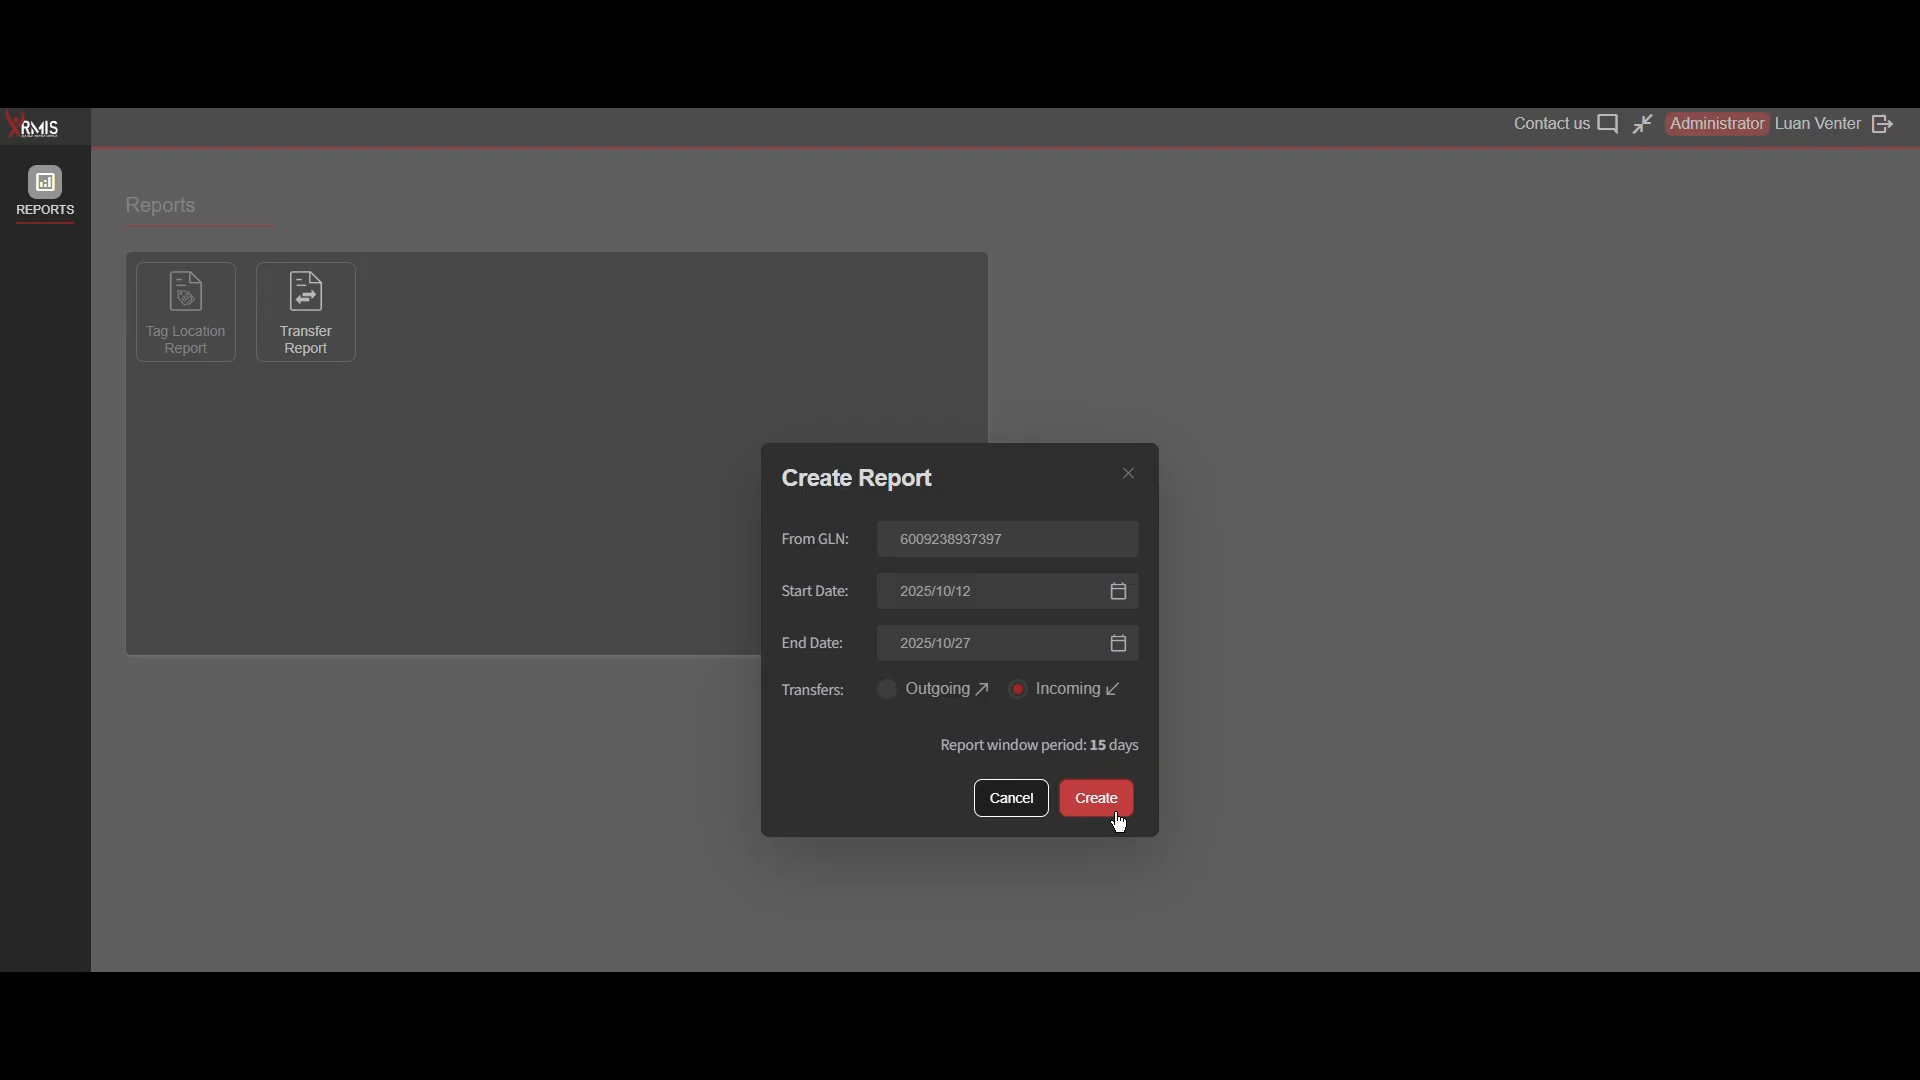 RMIS
Contact us
Administrator Luan Venter
REPORTS
Reports
Tag Location
Report
Transfer
Report
Create Report
From GLN: 6009238937397
Start Date: 2025/10/12
End Date: 2025/10/27
Transfers: Outgoing Incoming
Report window period: 15 days
Cancel Create